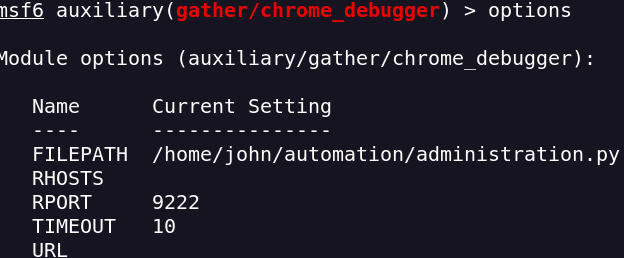 msf6 auxiliary(gather/chrome_debugger) > options
Module options (auxiliary/gather/chrome_debugger):
Name Current Setting
---- ---------------
FILEPATH /home/john/automation/administration.py
RHOSTS
RPORT 9222
TIMEOUT 10
URL